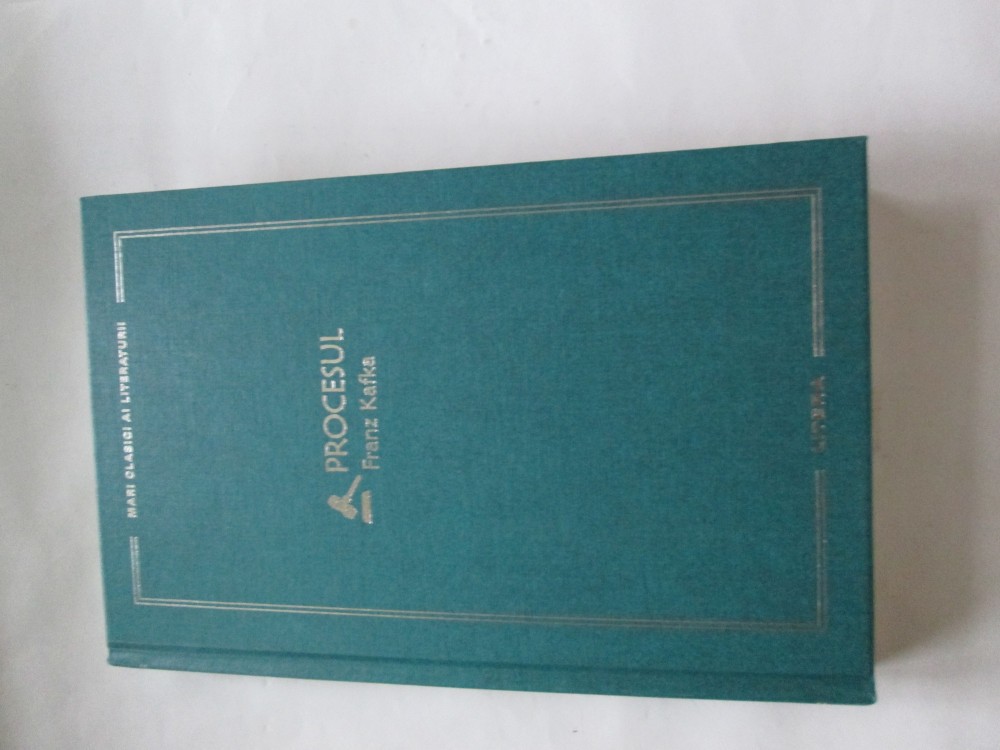 MARI CLASICI AI LITERATURII
PROCESUL
Franz Kafka
LITERA